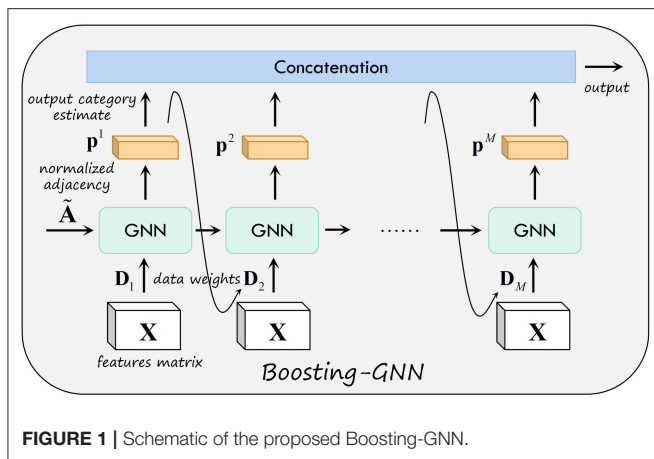 Concatenation
output
output category
estimate
p¹
p²
pᴹ
normalized
adjacency
Ã
GNN
GNN
......
GNN
D₁
data weights
D₂
D_M
X
X
X
features matrix
Boosting-GNN
FIGURE 1 | Schematic of the proposed Boosting-GNN.